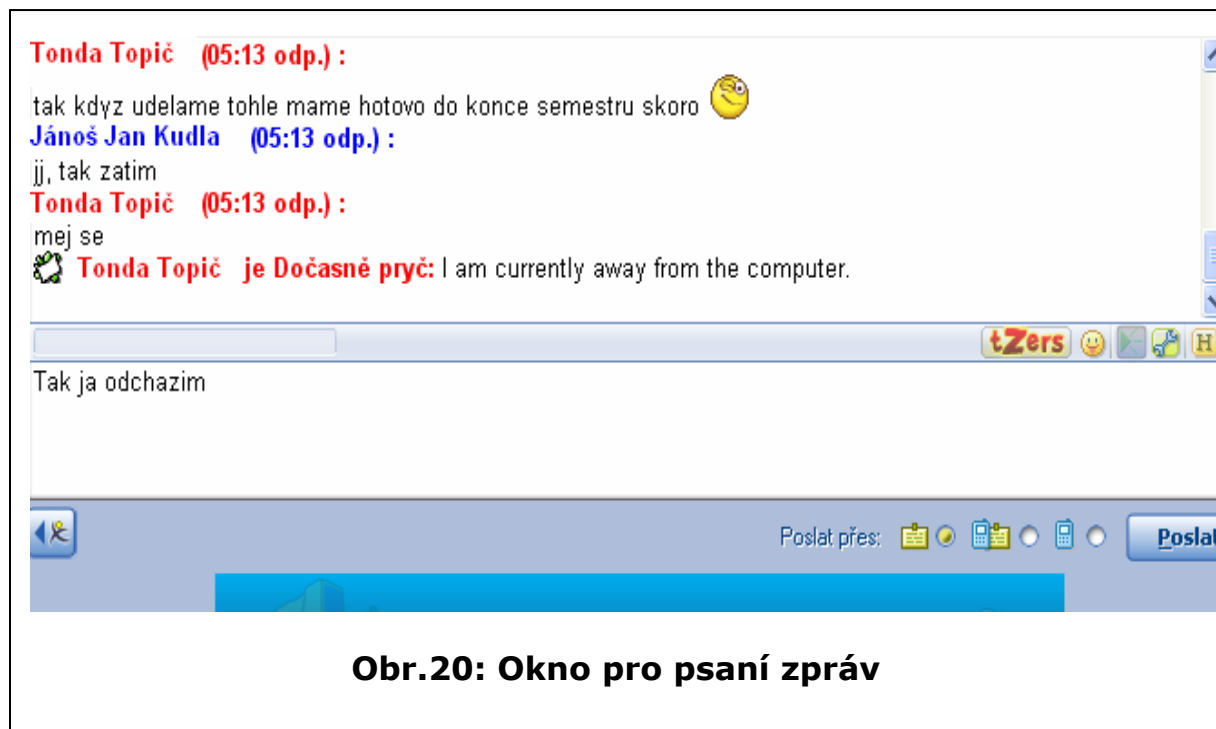 Tonda Topič (05:13 odp.) :
tak kdyz udelame tohle mame hotovo do konce semestru skoro
Jánoš Jan Kudla (05:13 odp.) :
jj, tak zatim
Tonda Topič (05:13 odp.) :
mej se
Tonda Topič je Dočasně pryč: I am currently away from the computer.
tZers H
Tak ja odchazim
Poslat přes: Poslat
Obr.20: Okno pro psaní zpráv